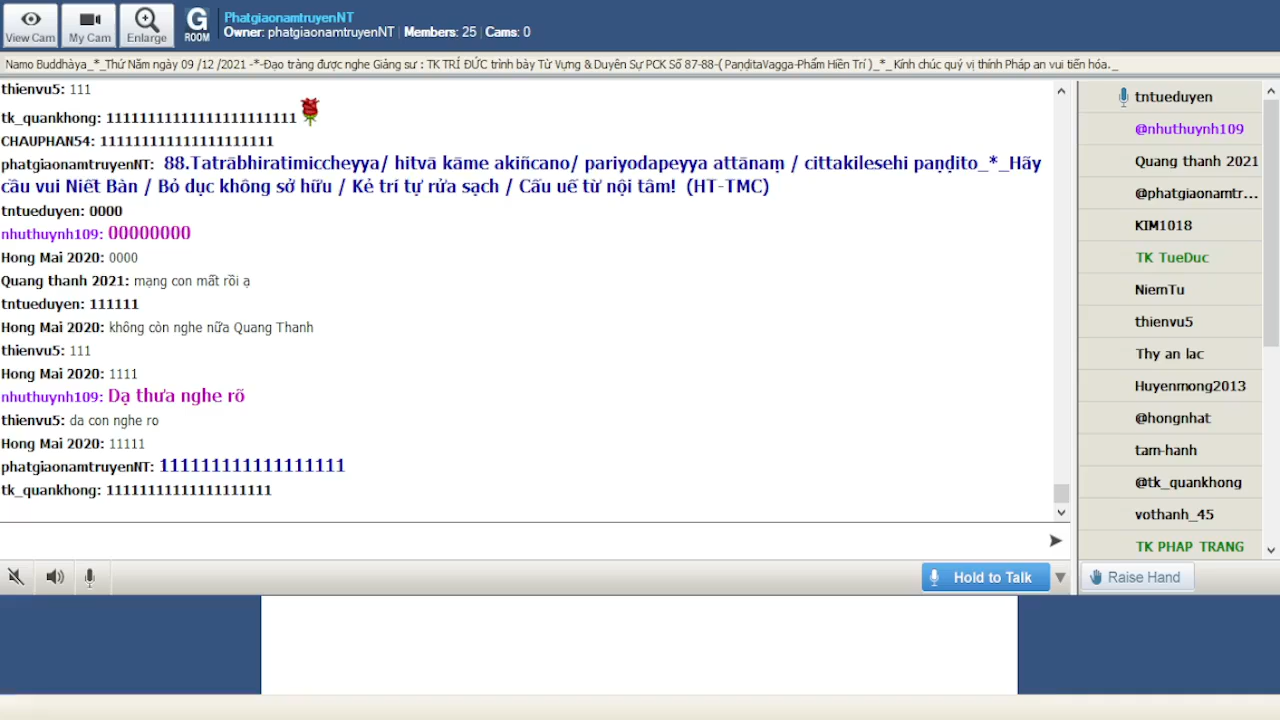 View Cam
My Cam
Enlarge
G
ROOM
PhatgiaonamtruyenNT
Owner: phatgiaonamtruyenNT | Members: 25 | Cams: 0
Namo Buddhàya_*_Thứ Năm ngày 09 /12 /2021 -*-Đạo tràng được nghe Giảng sư : TK TRÍ ĐỨC trình bày Từ Vựng & Duyên Sự PCK Số 87-88-( PaṇḍitaVagga-Phẩm Hiền Trí )_*_ Kính chúc quý vị thính Pháp an vui tiến hóa._
thienvu5: 111
tk_quankhong: 11111111111111111111111
CHAUPHAN54: 111111111111111111111
phatgiaonamtruyenNT: 88.Tatrābhiratimiccheyya/ hitvā kāme akiñcano/ pariyodapeyya attānaṃ / cittakilesehi paṇḍito_*_Hãy
cầu vui Niết Bàn / Bỏ dục không sở hữu / Kẻ trí tự rửa sạch / Cấu uế từ nội tâm! (HT-TMC)
tntueduyen: 0000
nhuthuynh109: 00000000
Hong Mai 2020: 0000
Quang thanh 2021: mạng con mất rồi ạ
tntueduyen: 111111
Hong Mai 2020: không còn nghe nữa Quang Thanh
thienvu5: 111
Hong Mai 2020: 1111
nhuthuynh109: Dạ thưa nghe rõ
thienvu5: da con nghe ro
Hong Mai 2020: 11111
phatgiaonamtruyenNT: 1111111111111111111
tk_quankhong: 11111111111111111111
Hold to Talk
tntueduyen
@nhuthuynh109
Quang thanh 2021
@phatgiaonamtr...
KIM1018
TK TueDuc
NiemTu
thienvu5
Thy an lac
Huyenmong2013
@hongnhat
tam-hanh
@tk_quankhong
vothanh_45
TK PHAP TRANG
Raise Hand